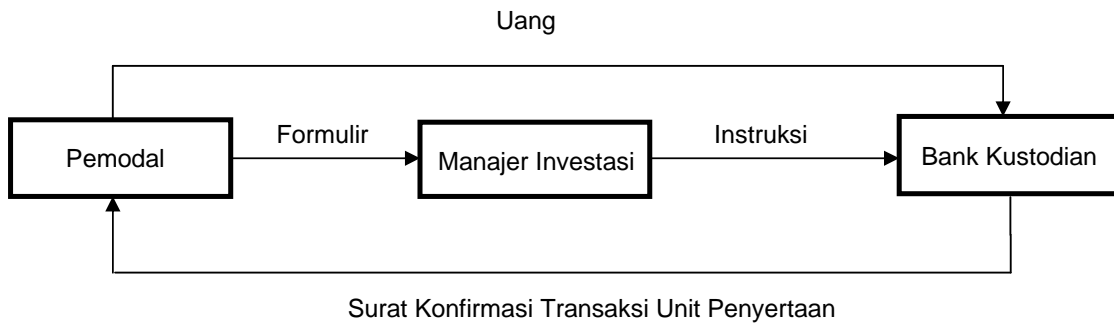 Uang
Formulir
Instruksi
Pemodal
Manajer Investasi
Bank Kustodian
Surat Konfirmasi Transaksi Unit Penyertaan